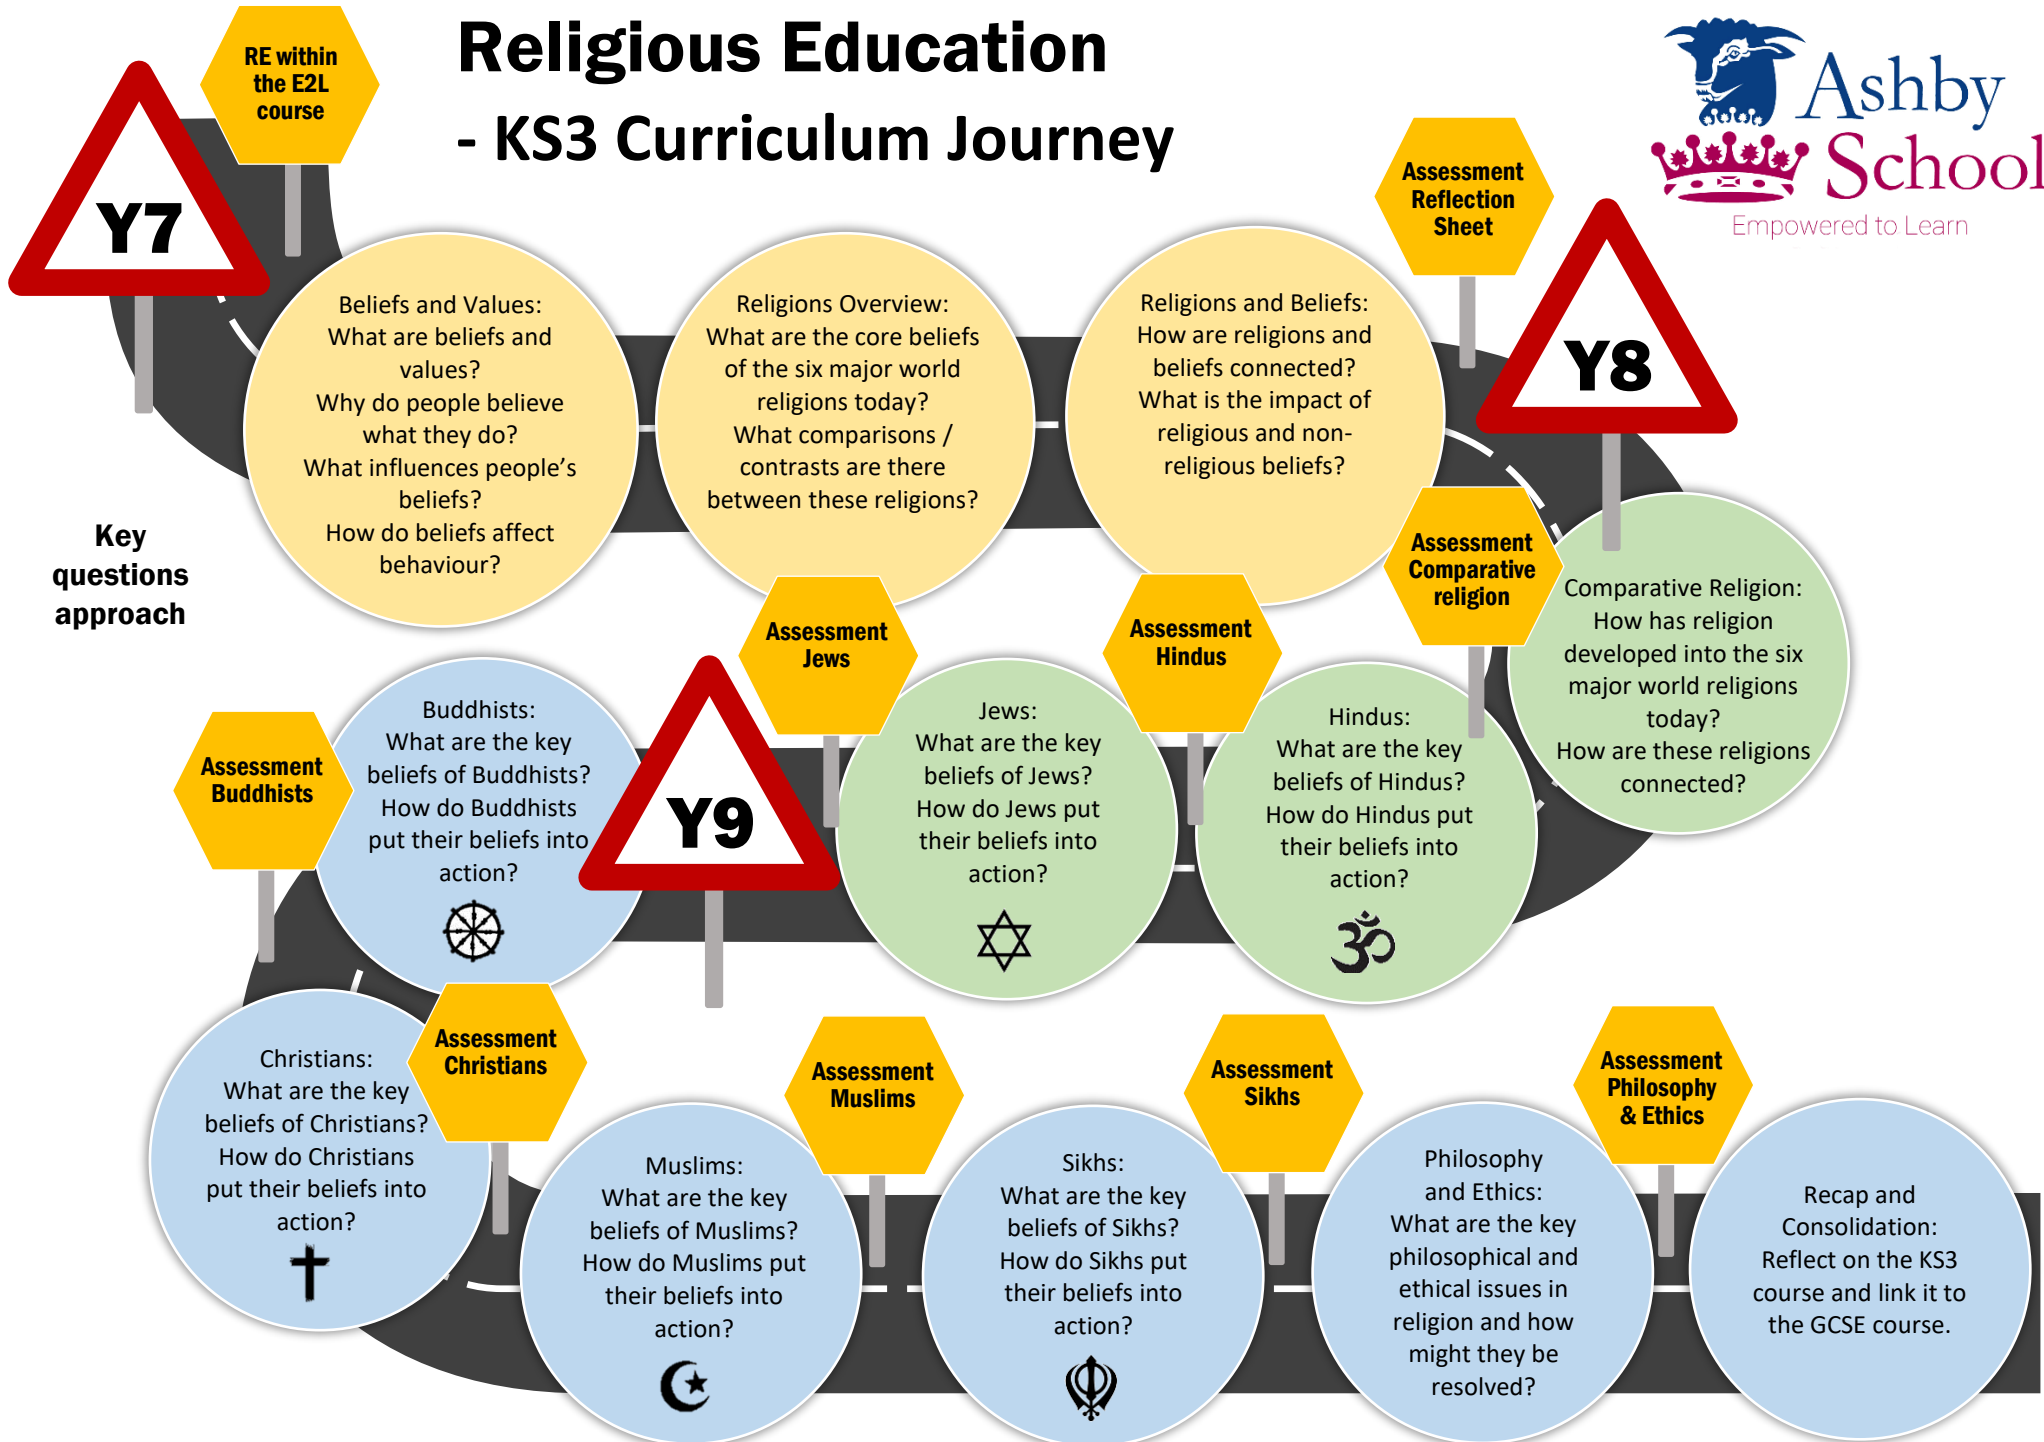 Religious Education
- KS3 Curriculum Journey
Ashby
School
Empowered to Learn
RE within
the E2L
course
Y7
Beliefs and Values:
What are beliefs and
values?
Why do people believe
what they do?
What influences people's
beliefs?
How do beliefs affect
behaviour?
Religions Overview:
What are the core beliefs
of the six major world
religions today?
What comparisons /
contrasts are there
between these religions?
Religions and Beliefs:
How are religions and
beliefs connected?
What is the impact of
religious and non-
religious beliefs?
Assessment
Reflection
Sheet
Y8
Key
questions
approach
Comparative Religion:
How has religion
developed into the six
major world religions
today?
How are these religions
connected?
Assessment
Comparative
religion
Hindus:
What are the key
beliefs of Hindus?
How do Hindus put
their beliefs into
action?
ॐ
Assessment
Hindus
Jews:
What are the key
beliefs of Jews?
How do Jews put
their beliefs into
action?
Assessment
Jews
Y9
Buddhists:
What are the key
beliefs of Buddhists?
How do Buddhists
put their beliefs into
action?
Assessment
Buddhists
Christians:
What are the key
beliefs of Christians?
How do Christians
put their beliefs into
action?
Assessment
Christians
Muslims:
What are the key
beliefs of Muslims?
How do Muslims put
their beliefs into
action?
Assessment
Muslims
Sikhs:
What are the key
beliefs of Sikhs?
How do Sikhs put
their beliefs into
action?
Assessment
Sikhs
Philosophy
and Ethics:
What are the key
philosophical and
ethical issues in
religion and how
might they be
resolved?
Assessment
Philosophy
& Ethics
Recap and
Consolidation:
Reflect on the KS3
course and link it to
the GCSE course.